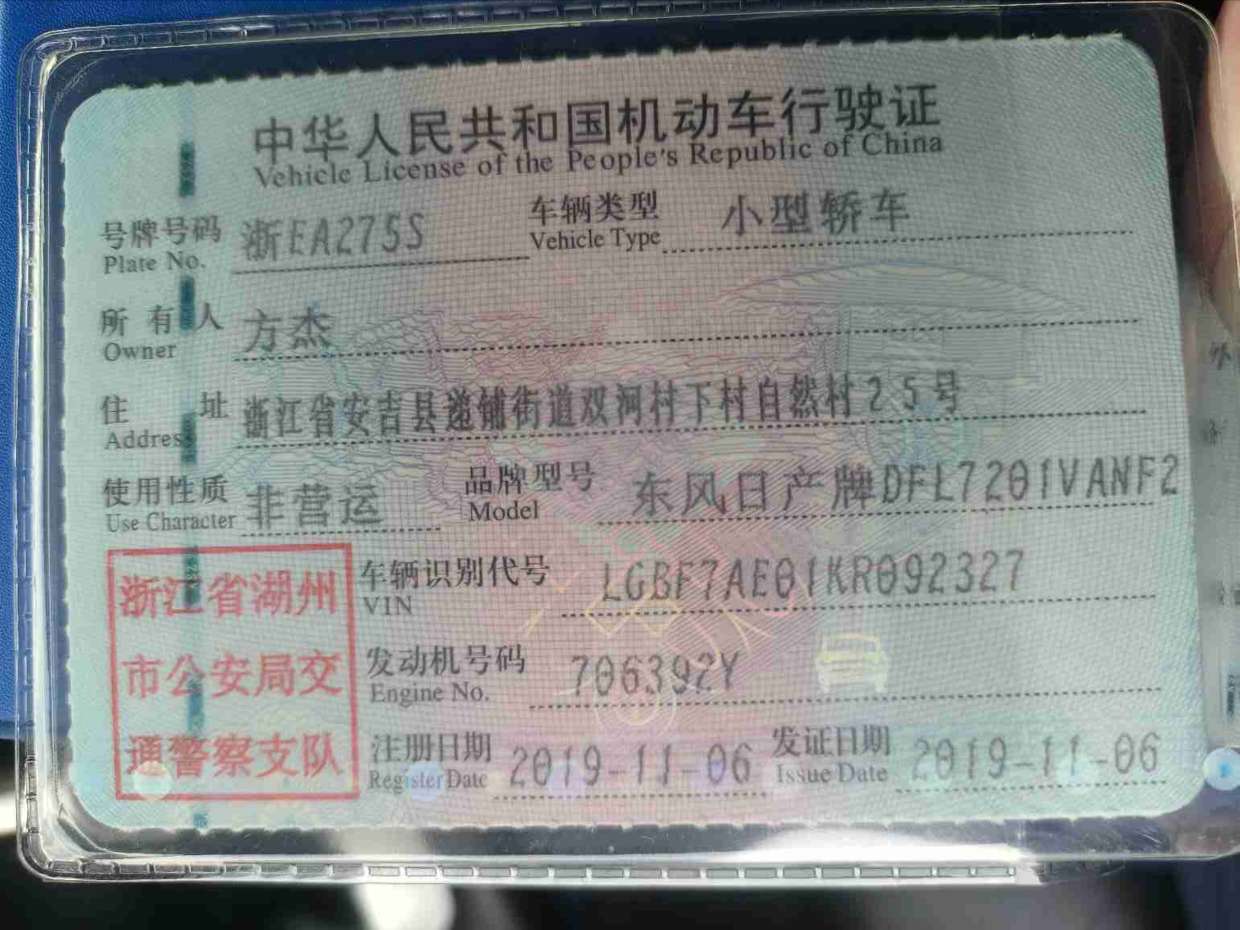 中华人民共和国机动车行驶证
Vehicle License of the People's Republic of China
号牌号码 浙EA275S 车辆类型 小型轿车
Plate No. Vehicle Type
所有人 方杰
Owner
住址 浙江省安吉县递铺街道双河村下村自然村25号
Address
使用性质 非营运 品牌型号 东风日产牌DFL7201VANF2
Use Character Model
浙江省湖州
市公安局交
通警察支队
车辆识别代号 LGBF7AE01KR092327
VIN
发动机号码 706392Y
Engine No.
注册日期 2019-11-06 发证日期 2019-11-06
Register Date Issue Date